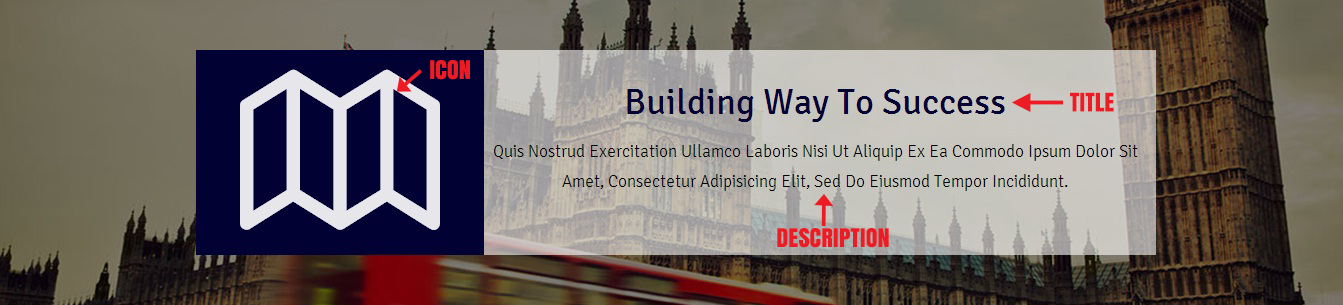 ICON
Building Way To Success
TITLE
Quis Nostrud Exercitation Ullamco Laboris Nisi Ut Aliquip Ex Ea Commodo Ipsum Dolor Sit
Amet, Consectetur Adipisicing Elit, Sed Do Eiusmod Tempor Incididunt.
DESCRIPTION